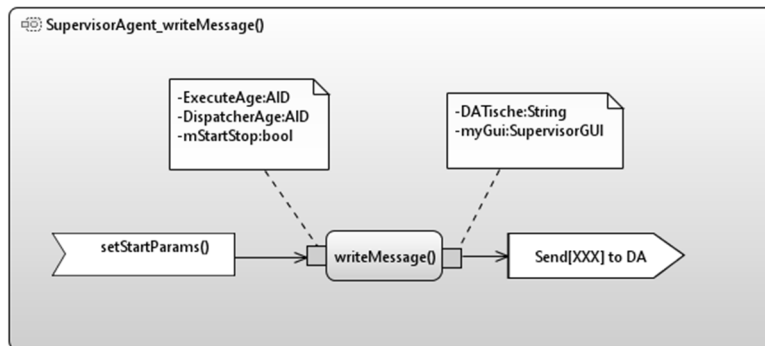 SupervisorAgent_writeMessage()
-ExecuteAge:AID
-DispatcherAge:AID
-mStartStop:bool
-DATische:String
-myGui:SupervisorGUI
setStartParams()
writeMessage()
Send[XXX] to DA